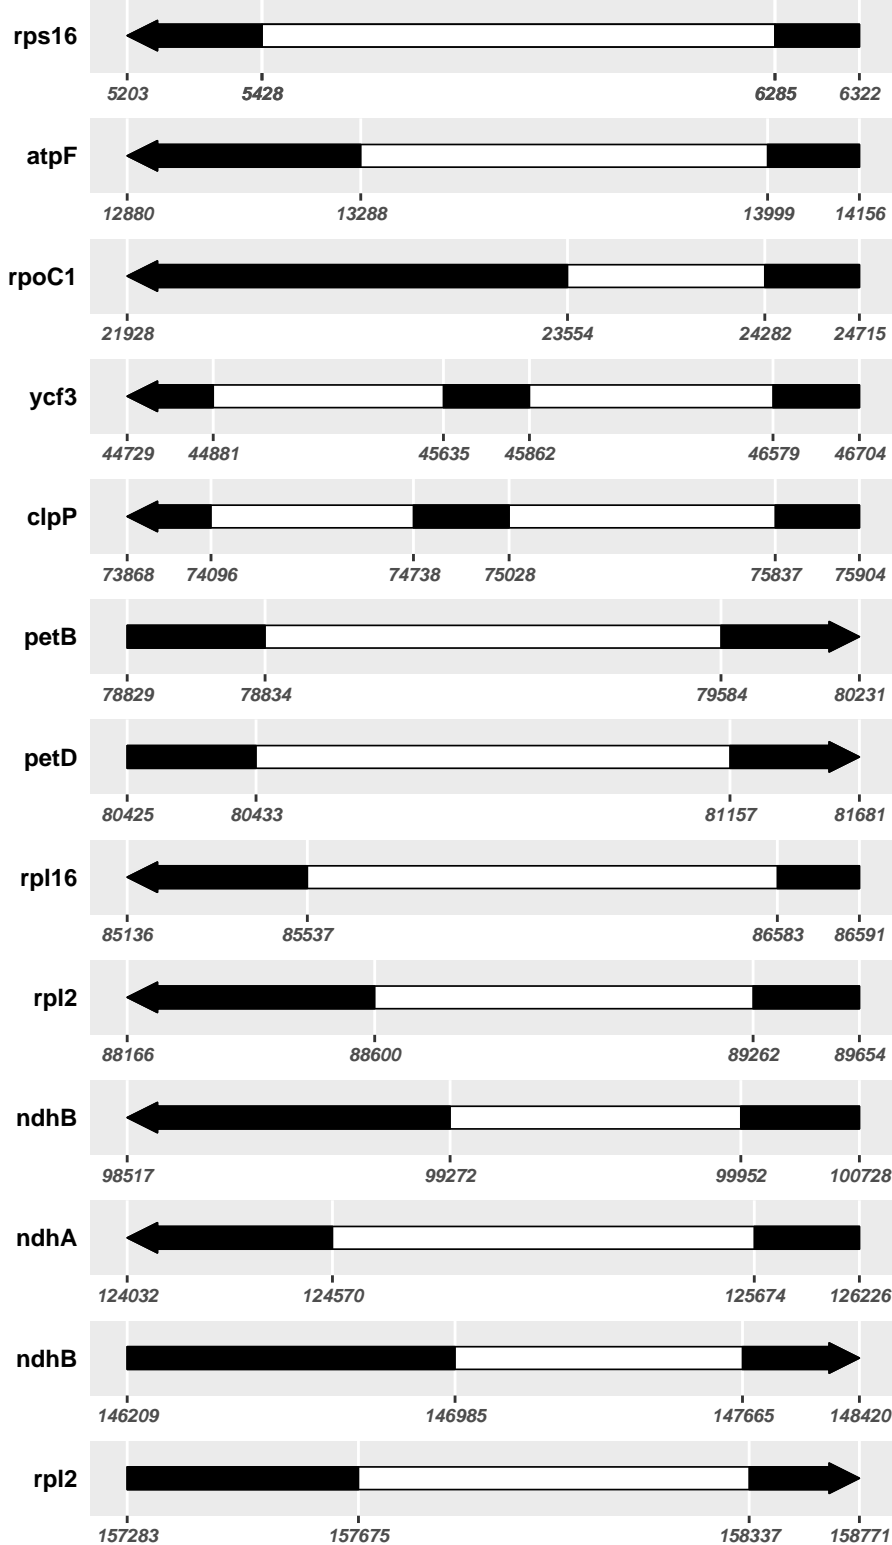 rps16
5203 5428 6285 6322
atpF
12880 13288 13999 14156
rpoC1
21928 23554 24282 24715
ycf3
44729 44881 45635 45862 46579 46704
clpP
73868 74096 74738 75028 75837 75904
petB
78829 78834 79584 80231
petD
80425 80433 81157 81681
rpl16
85136 85537 86583 86591
rpl2
88166 88600 89262 89654
ndhB
98517 99272 99952 100728
ndhA
124032 124570 125674 126226
ndhB
146209 146985 147665 148420
rpl2
157283 157675 158337 158771